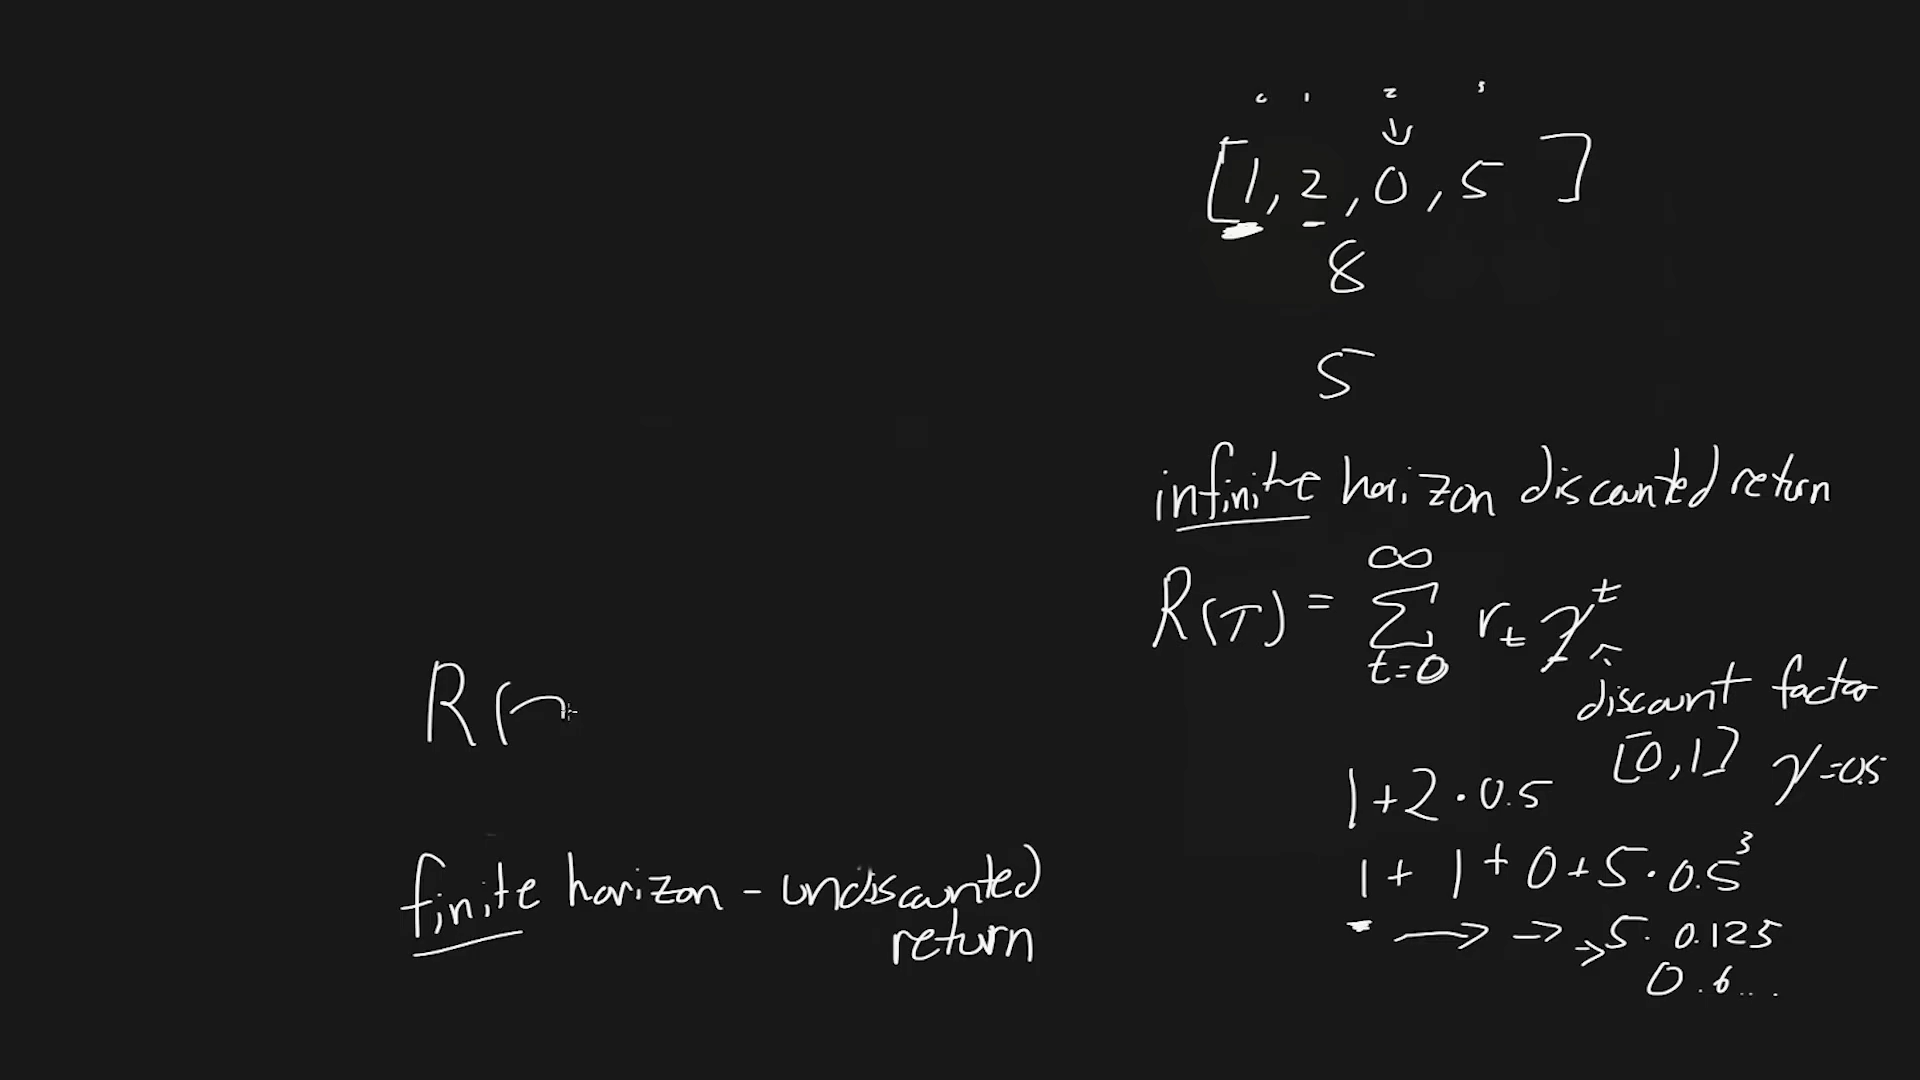 0 1 2 3
↓
[1, 2, 0, 5 ]
8
5
infinite horizon discounted return
∞
R(τ) = ∑ r_t γ^t
t=0
^
discount factor
[0,1] γ=0.5
1+2·0.5
1+1+0+5·0.5^3
→ → → 5·0.125
0.6...
R(
finite horizon - undiscounted
return